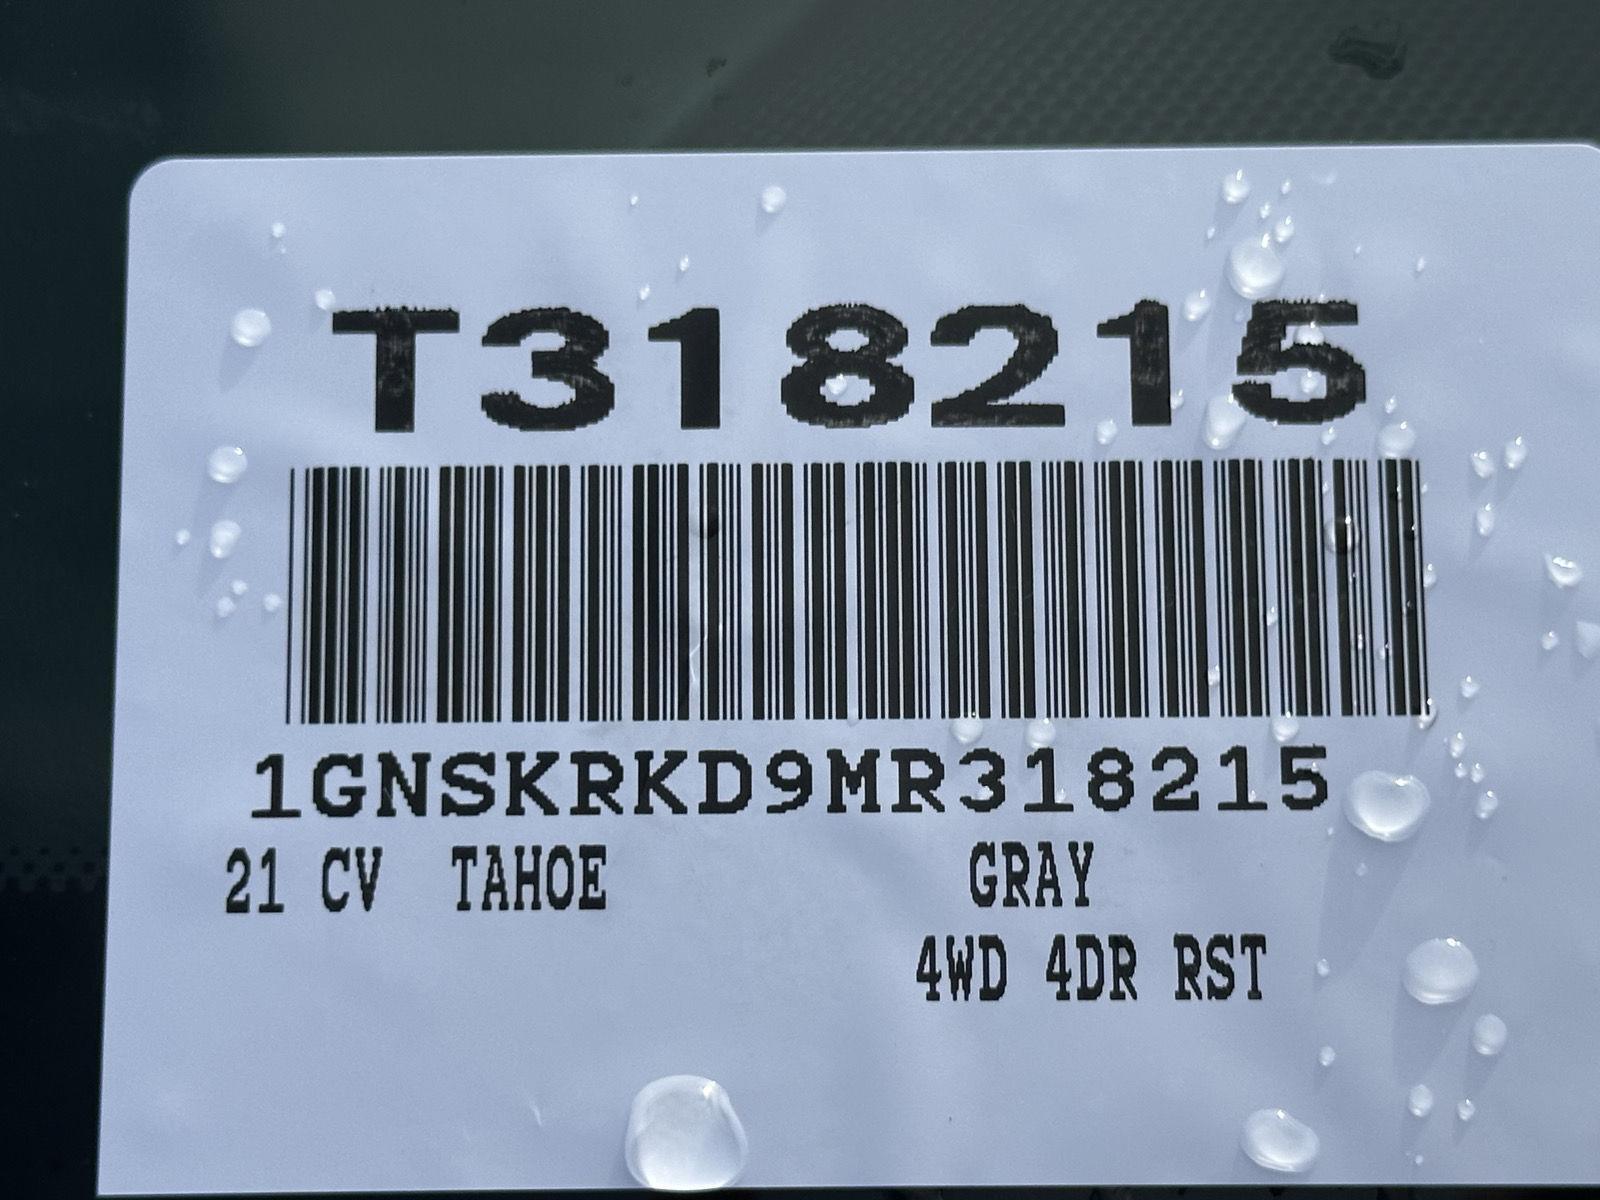 T318215
1GNSKRKD9MR318215
21 CV TAHOE GRAY
4WD 4DR RST